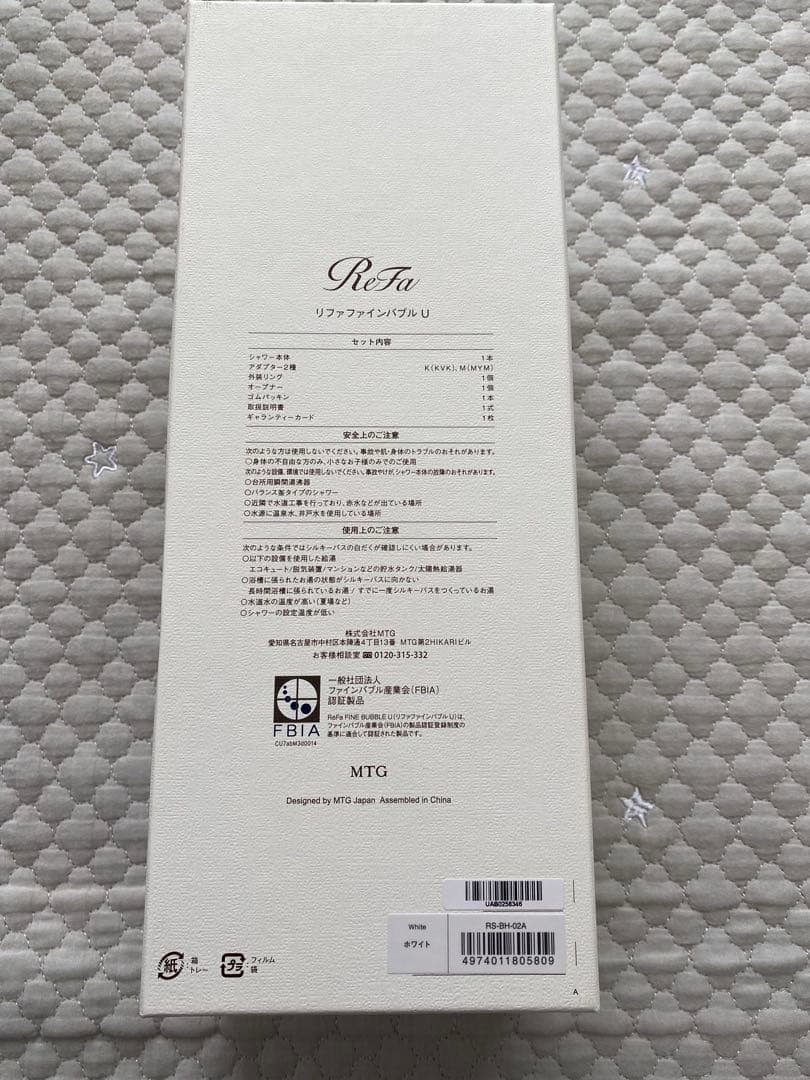 ReFa
リファファインバブル U
セット内容
シャワー本体 1本
アダプター2種 K(KVK)、M(MYM)
外装リング 1個
オープナー 1個
ゴムパッキン 1本
取扱説明書 1式
ギャランティーカード 1枚
安全上のご注意
次のような方は使用しないでください。事故や肌・身体のトラブルのおそれがあります。
○身体の不自由な方のみ、小さなお子様のみでのご使用
次のような設備、環境では使用しないでください。事故やけが、シャワー本体の故障のおそれがあります。
○台所用瞬間湯沸器
○バランス釜タイプのシャワー
○近隣で水道工事を行っており、赤水などが出ている場所
○水源に温泉水、井戸水を使用している場所
使用上のご注意
次のような条件ではシルキーバスの白だくが確認しにくい場合があります。
○以下の設備を使用した給湯
エコキュート/脱気装置/マンションなどの貯水タンク/太陽熱給湯器
○浴槽に張られたお湯の状態がシルキーバスに向かない
長時間浴槽に張られているお湯 / すでに一度シルキーバスをつくっているお湯
○水道水の温度が高い(夏場など)
○シャワーの設定温度が低い
株式会社MTG
愛知県名古屋市中村区本陣通4丁目13番 MTG第2HIKARIビル
お客様相談室 0120-315-332
一般社団法人
ファインバブル産業会(FBIA)
認証製品
ReFa FINE BUBBLE U(リファファインバブル U)は、
ファインバブル産業会(FBIA)の製品認証登録制度の
基準に適合して認証された製品です。
FBIA
CU7abM3d0014
MTG
Designed by MTG Japan Assembled in China
UAB0256346
White
ホワイト
RS-BH-02A
4974011805809
紙
箱
トレー
プラ
フィルム
袋
A